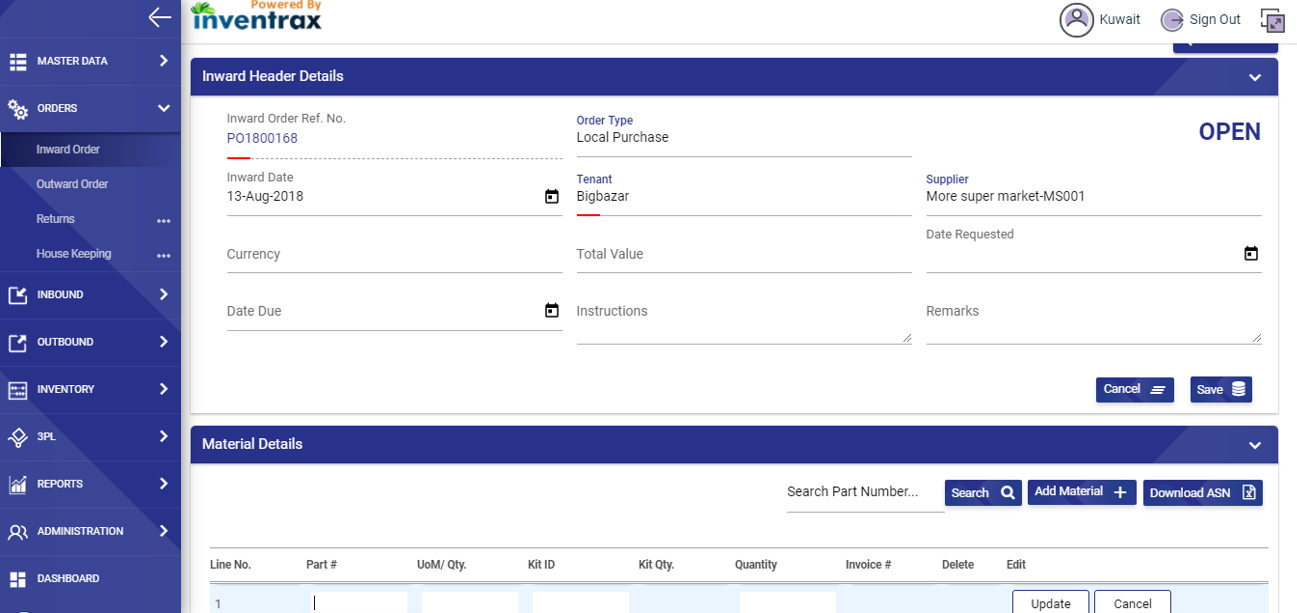 Powered By
inventrax
Kuwait
Sign Out
MASTER DATA
ORDERS
Inward Order
Outward Order
Returns
House Keeping
INBOUND
OUTBOUND
INVENTORY
3PL
REPORTS
ADMINISTRATION
DASHBOARD
Inward Header Details
Inward Order Ref. No.
PO1800168
Order Type
Local Purchase
OPEN
Inward Date
13-Aug-2018
Tenant
Bigbazar
Supplier
More super market-MS001
Currency
Total Value
Date Requested
Date Due
Instructions
Remarks
Cancel
Save
Material Details
Search Part Number...
Search
Add Material
Download ASN
Line No. Part # UoM/ Qty. Kit ID Kit Qty. Quantity Invoice # Delete Edit
1 Update Cancel